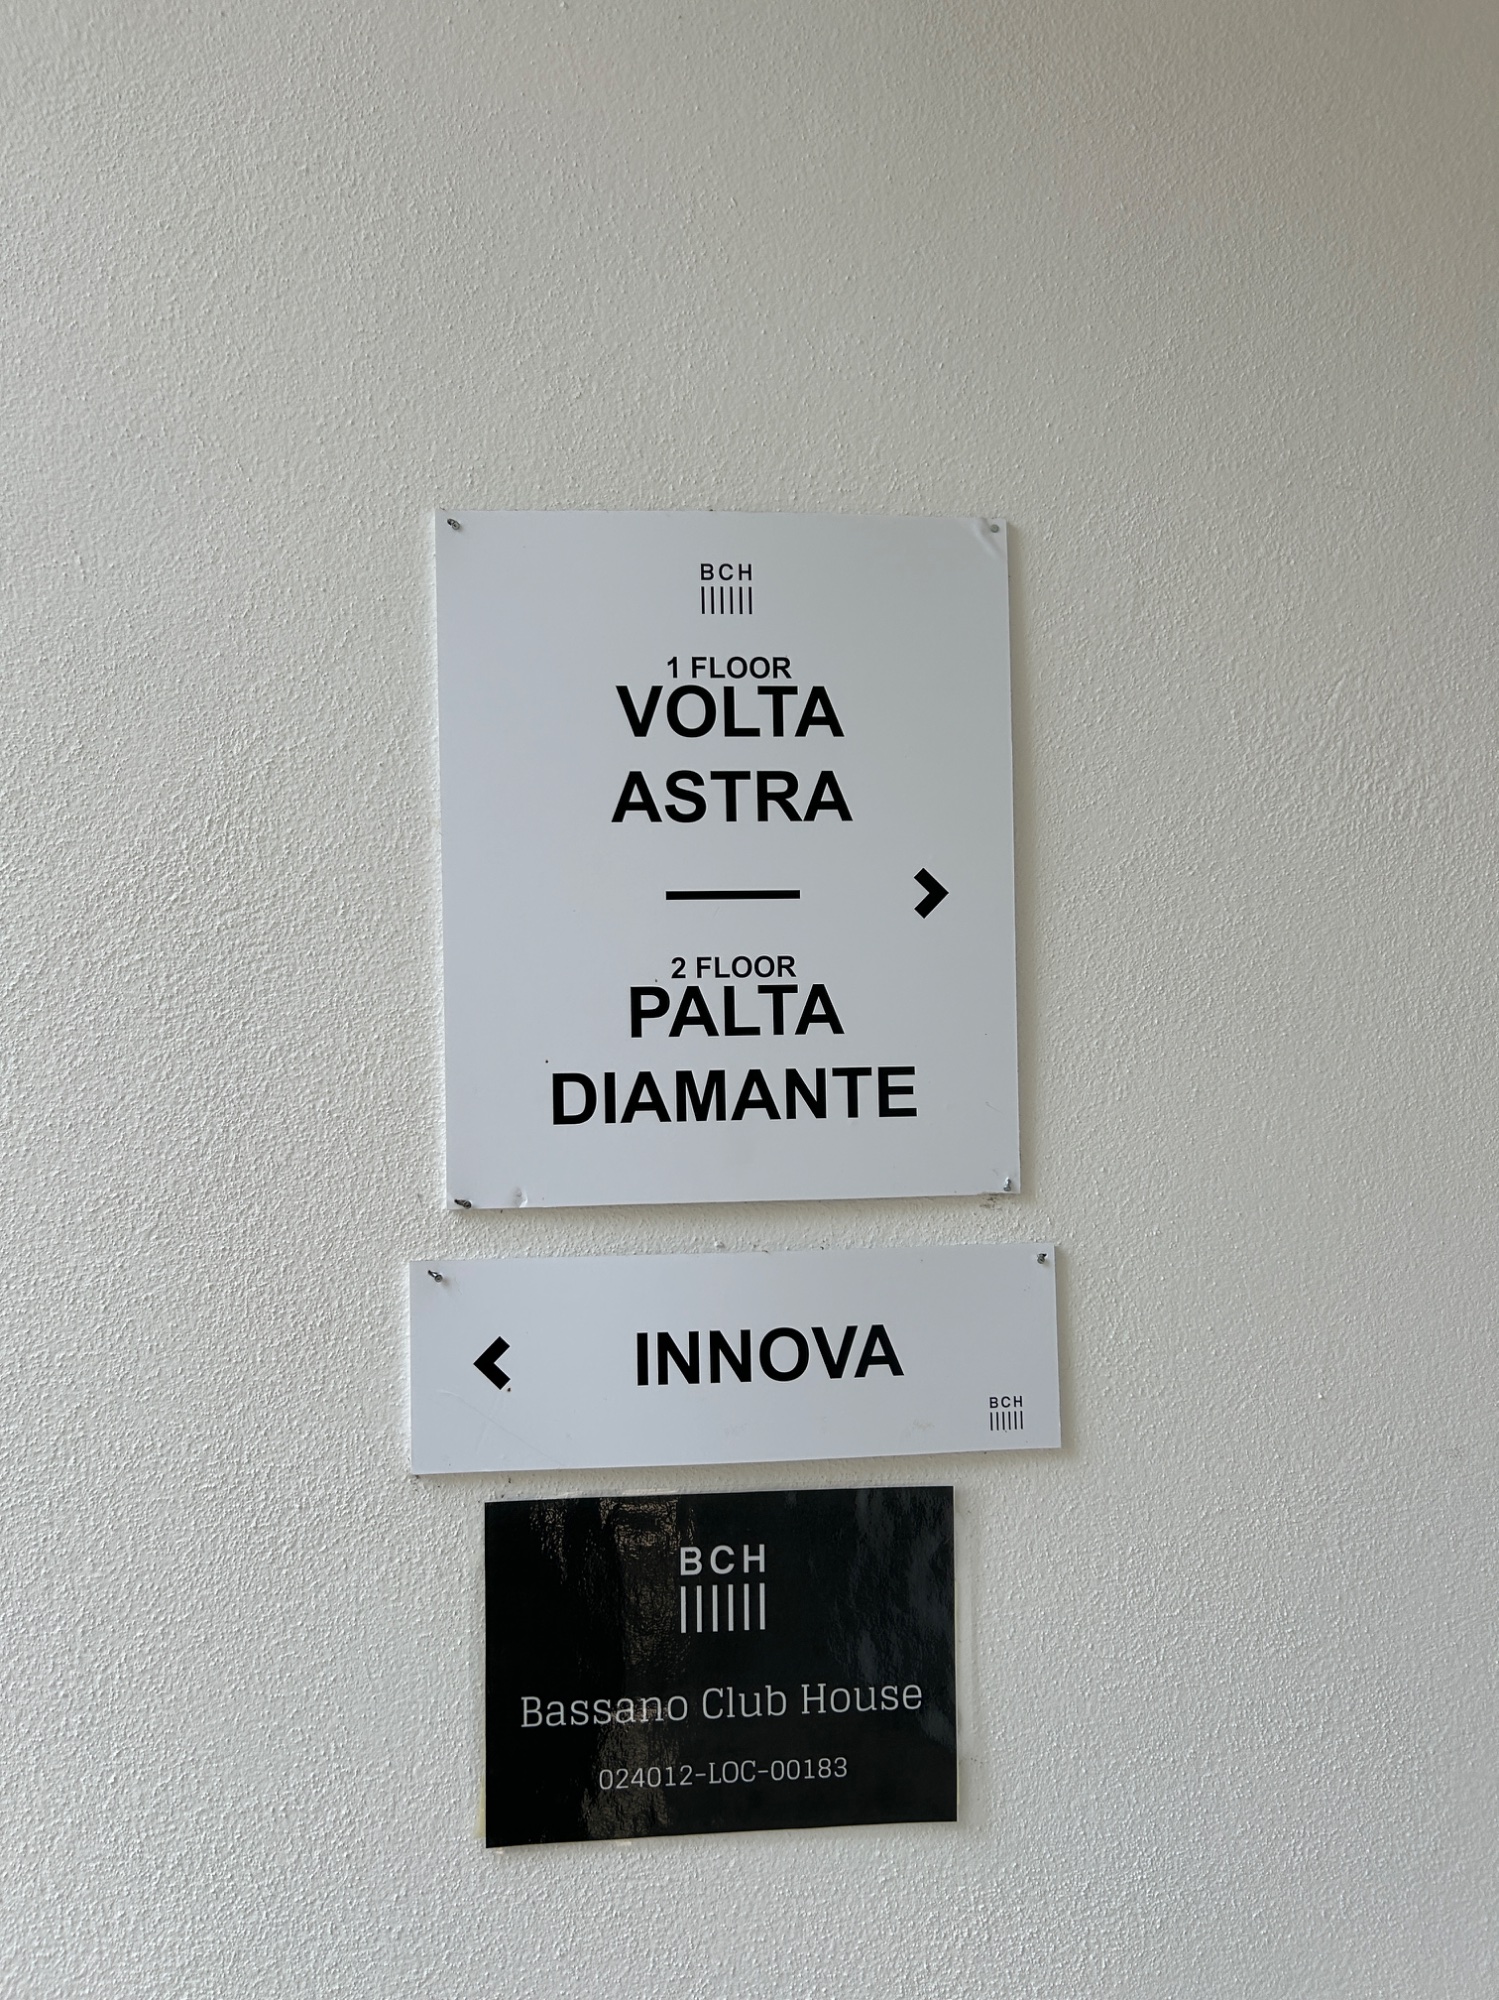 BCH
1 FLOOR
VOLTA
ASTRA
2 FLOOR
PALTA
DIAMANTE
INNOVA
BCH
BCH
Bassano Club House
024012-LOC-00183